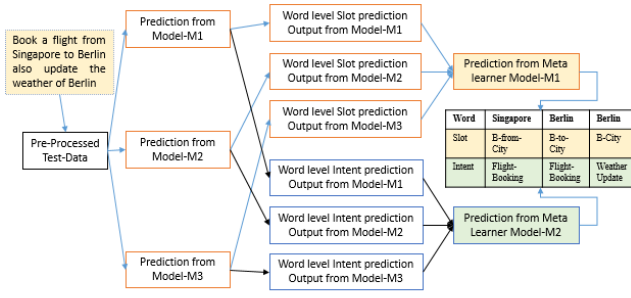 Book a flight from
Singapore to Berlin
also update the
weather of Berlin
Pre-Processed
Test-Data
Prediction from
Model-M1
Prediction from
Model-M2
Prediction from
Model-M3
Word level Slot prediction
Output from Model-M1
Word level Slot prediction
Output from Model-M2
Word level Slot prediction
Output from Model-M3
Word level Intent prediction
Output from Model-M1
Word level Intent prediction
Output from Model-M2
Word level Intent prediction
Output from Model-M3
Prediction from Meta
learner Model-M1
Word Singapore Berlin Berlin
Slot B-from-City B-to-City B-City
Intent Flight-Booking Flight-Booking Weather Update
Prediction from Meta
Learner Model-M2